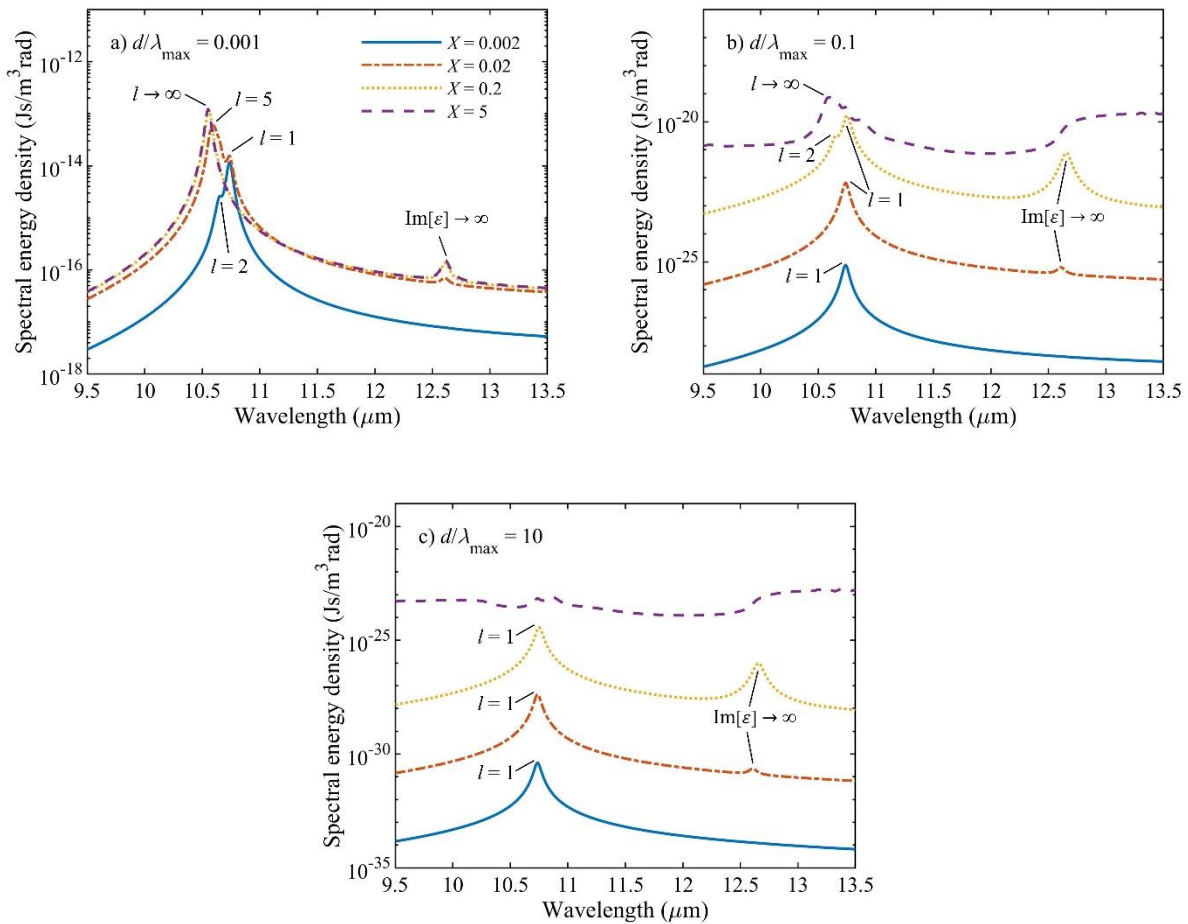 a) d/λmax = 0.001
X = 0.002
X = 0.02
X = 0.2
X = 5
l → ∞
l = 5
l = 1
l = 2
Im[ε] → ∞
10⁻¹²
10⁻¹⁴
10⁻¹⁶
10⁻¹⁸
Spectral energy density (Js/m³rad)
9.5 10 10.5 11 11.5 12 12.5 13 13.5
Wavelength (μm)
b) d/λmax = 0.1
l → ∞
l = 2
l = 1
l = 1
Im[ε] → ∞
10⁻²⁰
10⁻²⁵
Spectral energy density (Js/m³rad)
9.5 10 10.5 11 11.5 12 12.5 13 13.5
Wavelength (μm)
c) d/λmax = 10
l = 1
l = 1
l = 1
Im[ε] → ∞
10⁻²⁰
10⁻²⁵
10⁻³⁰
10⁻³⁵
Spectral energy density (Js/m³rad)
9.5 10 10.5 11 11.5 12 12.5 13 13.5
Wavelength (μm)